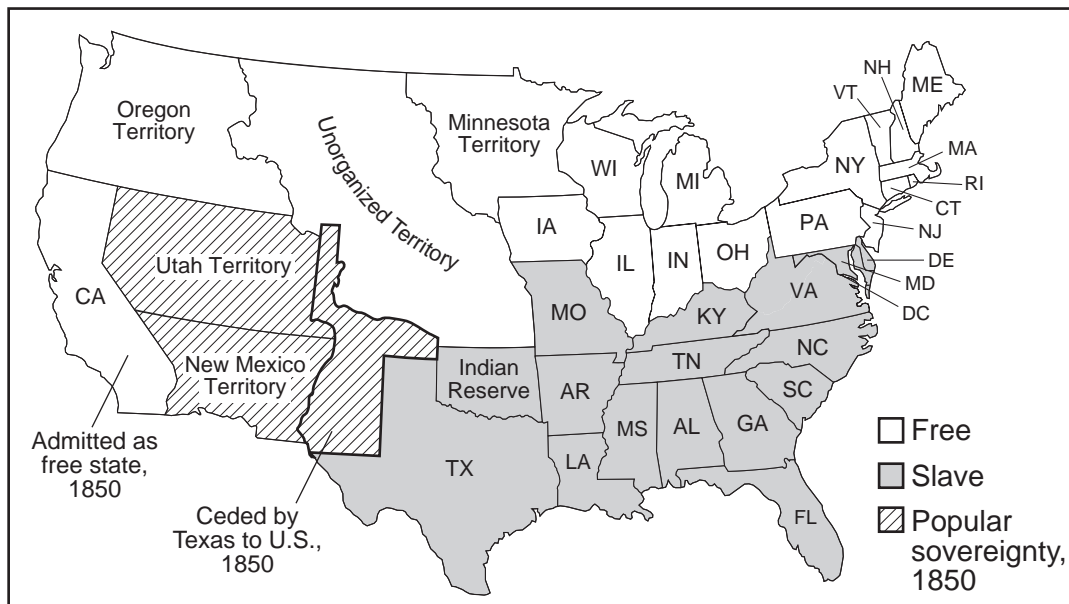 Oregon
Territory
Unorganized Territory
Minnesota
Territory
NH
VT
ME
WI
MI
NY
MA
RI
CT
NJ
PA
IA
IL
IN
OH
DE
MD
DC
CA
Utah Territory
New Mexico
Territory
MO
KY
VA
Indian
Reserve
AR
TN
NC
SC
MS
AL
GA
LA
TX
FL
Admitted as
free state,
1850
Ceded by
Texas to U.S.,
1850
Free
Slave
Popular
sovereignty,
1850